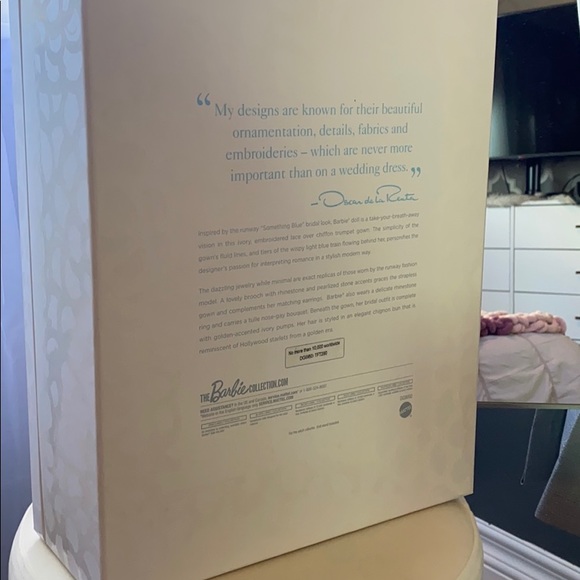 “ My designs are known for their beautiful
ornamentation, details, fabrics and
embroideries – which are never more
important than on a wedding dress. ”
– Oscar de la Renta
Inspired by the runway "Something Blue" bridal look, Barbie® doll is a take-your-breath-away
vision in this ivory, embroidered lace over chiffon trumpet gown. The simplicity of the
gown's fluid lines, and tiers of the wispy light blue train flowing behind her, personifies the
designer's passion for interpreting romance in a stylish modern way.
The dazzling jewelry while minimal are exact replicas of those worn by the runway fashion
model. A lovely brooch with rhinestone and pearlized stone accents graces the strapless
gown and complements her matching earrings. Barbie® also wears a delicate rhinestone
ring and carries a tulle nose-gay bouquet. Beneath the gown, her bridal outfit is complete
with golden-accented ivory pumps. Her hair is styled in an elegant chignon that is
reminiscent of Hollywood starlets from a golden era.
No more than 10,000 worldwide
THE Barbie COLLECTION.COM